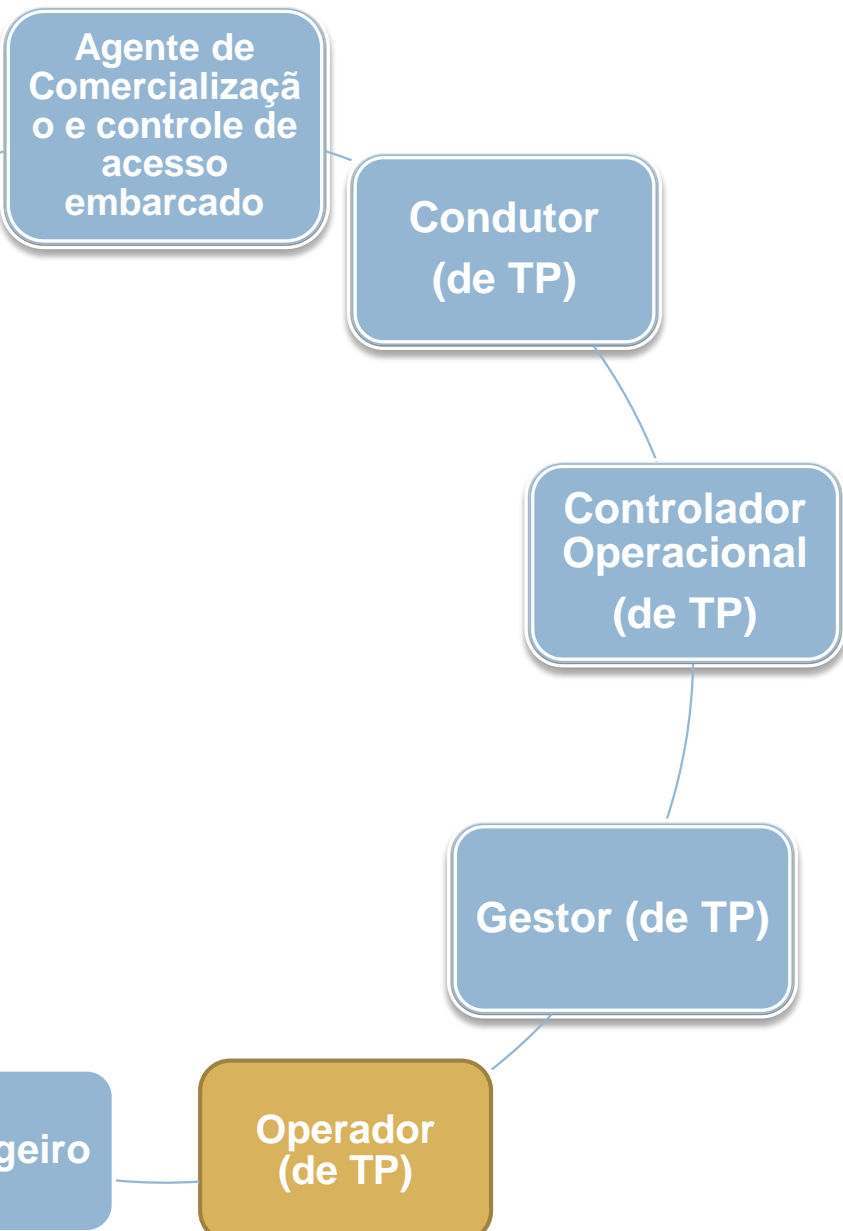 Agente de
Comercializaçã
o e controle de
acesso
embarcado
Condutor
(de TP)
Controlador
Operacional
(de TP)
Gestor (de TP)
Operador
(de TP)
geiro